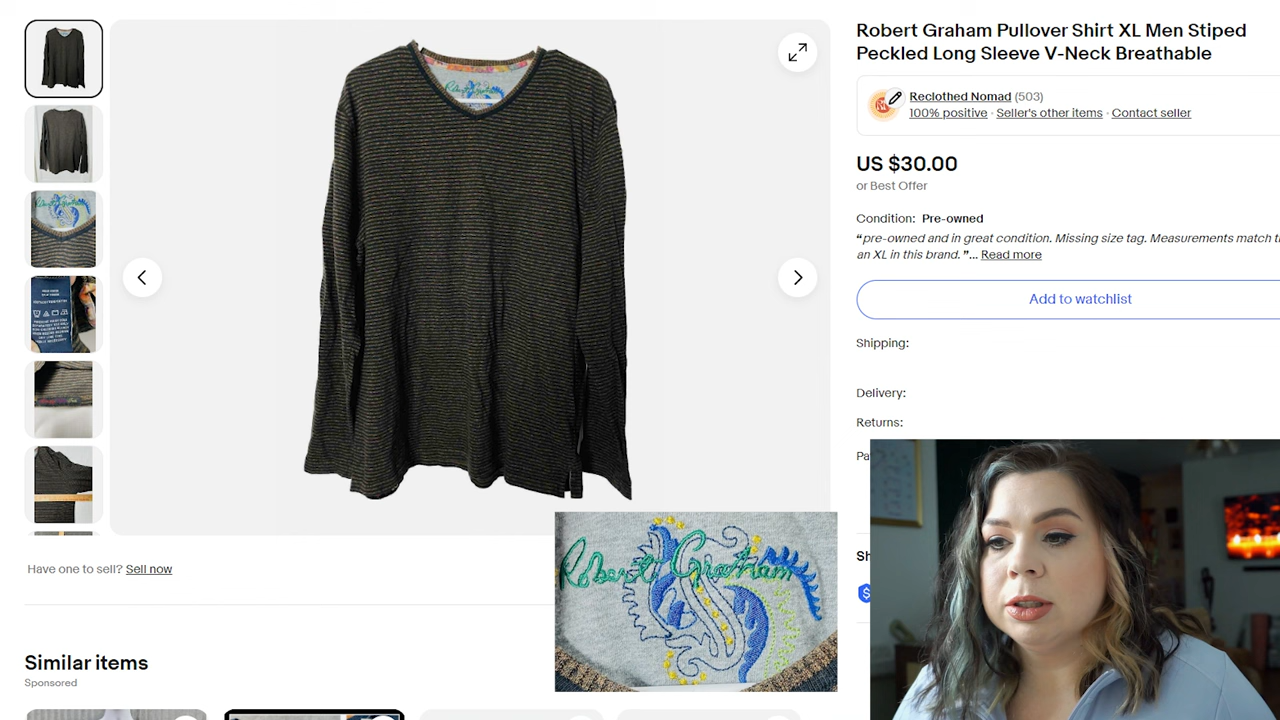 Robert Graham Pullover Shirt XL Men Stiped
Peckled Long Sleeve V-Neck Breathable
Reclothed Nomad (503)
100% positive · Seller's other items · Contact seller
US $30.00
or Best Offer
Condition: Pre-owned
“pre-owned and in great condition. Missing size tag. Measurements match
an XL in this brand. ”... Read more
Add to watchlist
Shipping:
Delivery:
Returns:
Pa
Sh
Have one to sell? Sell now
Robert Graham
Similar items
Sponsored